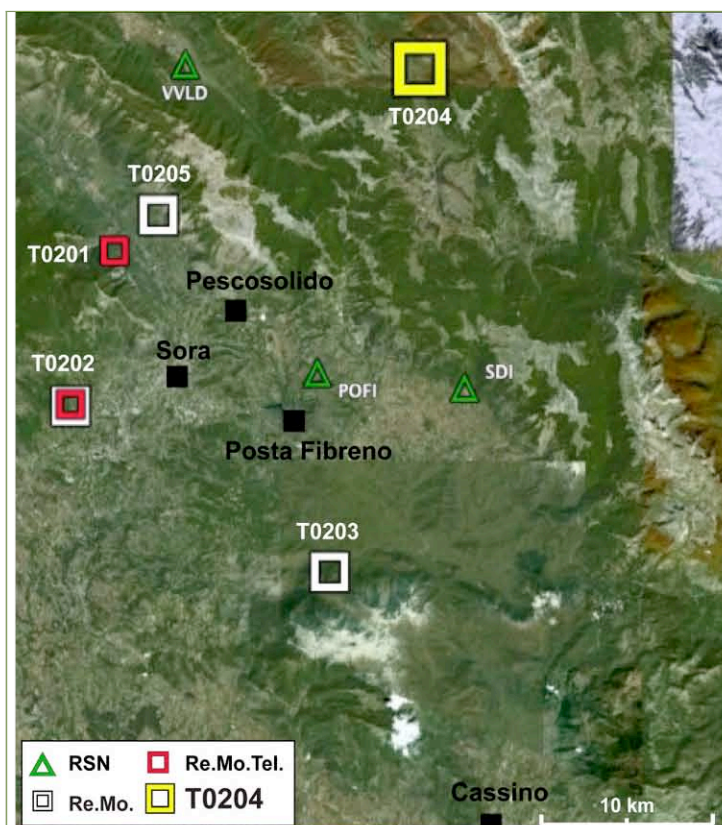 VVLD
T0204
T0205
T0201
Pescosolido
Sora
T0202
POFI
SDI
Posta Fibreno
T0203
Cassino
10 km
RSN
Re.Mo.Tel.
Re.Mo.
T0204